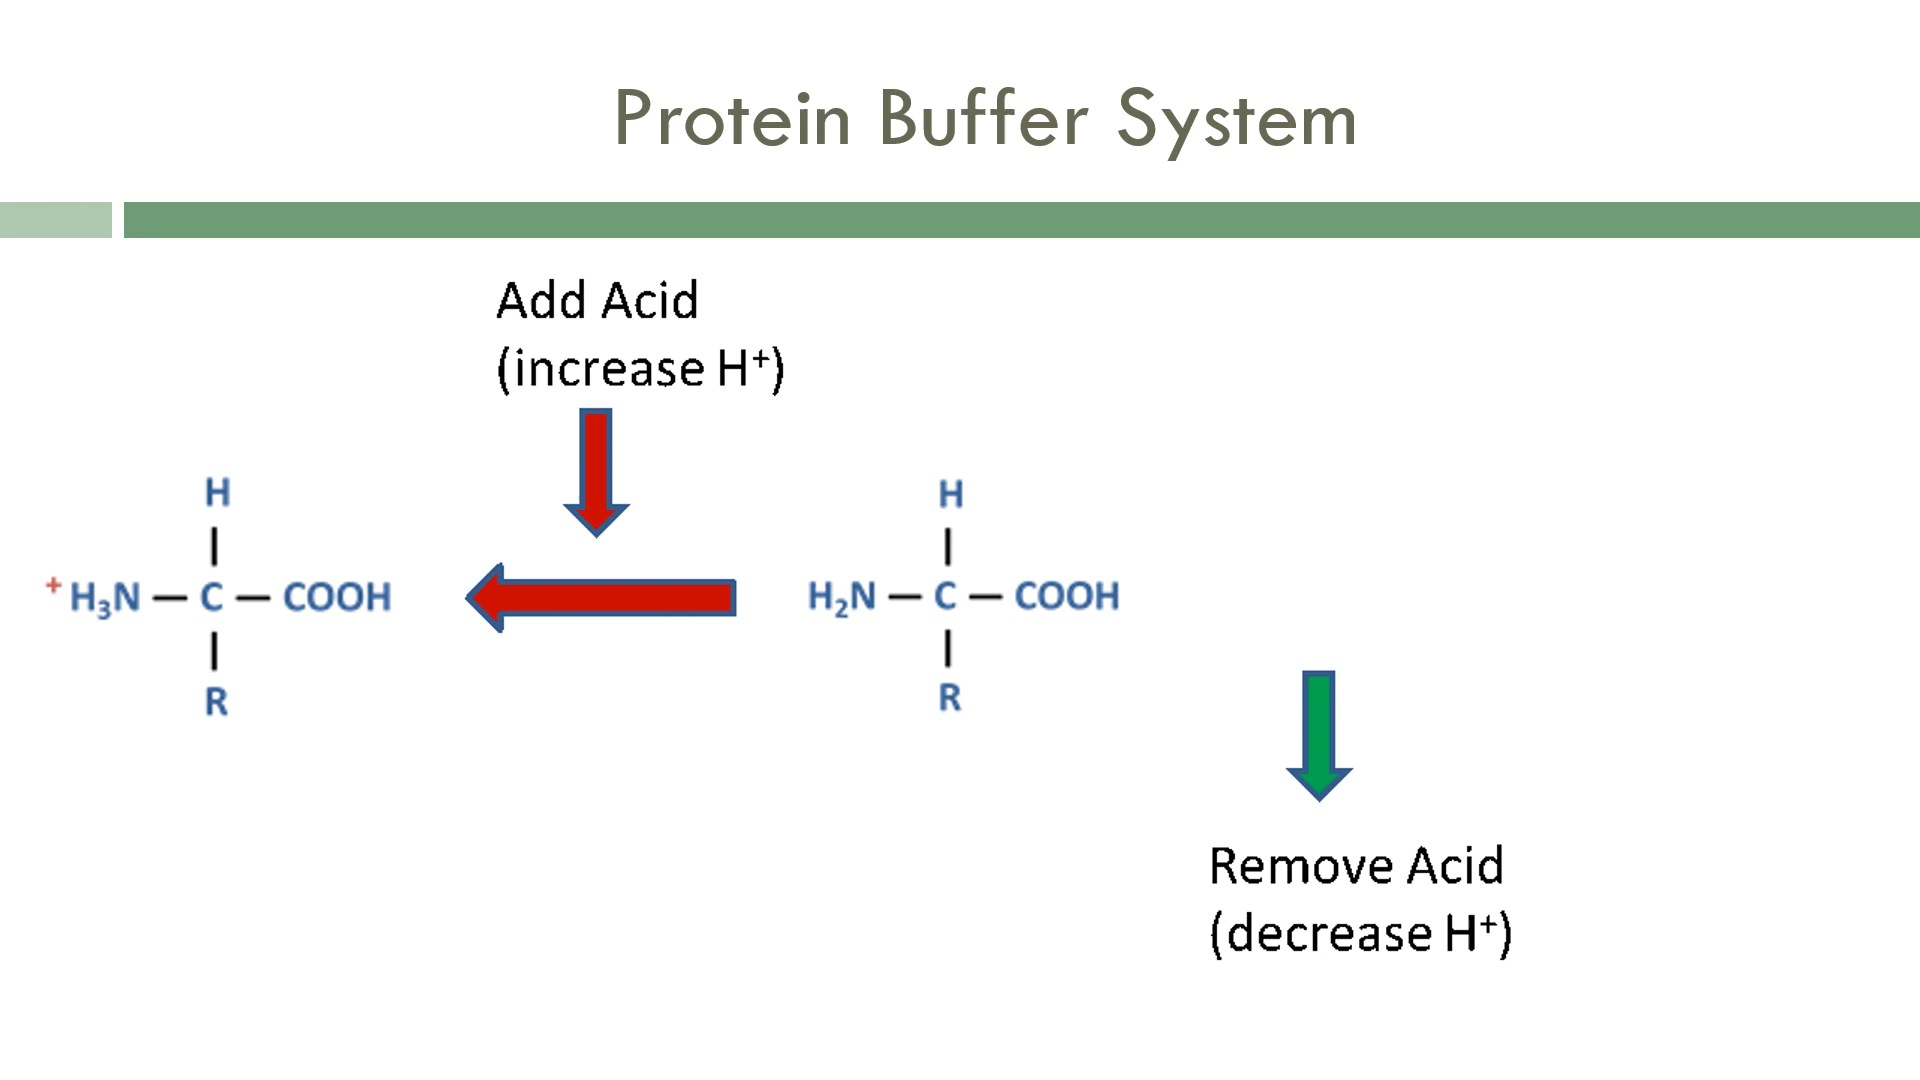 Protein Buffer System
Add Acid
(increase H⁺)
H
⁺H₃N — C — COOH
R
H
H₂N — C — COOH
R
Remove Acid
(decrease H⁺)